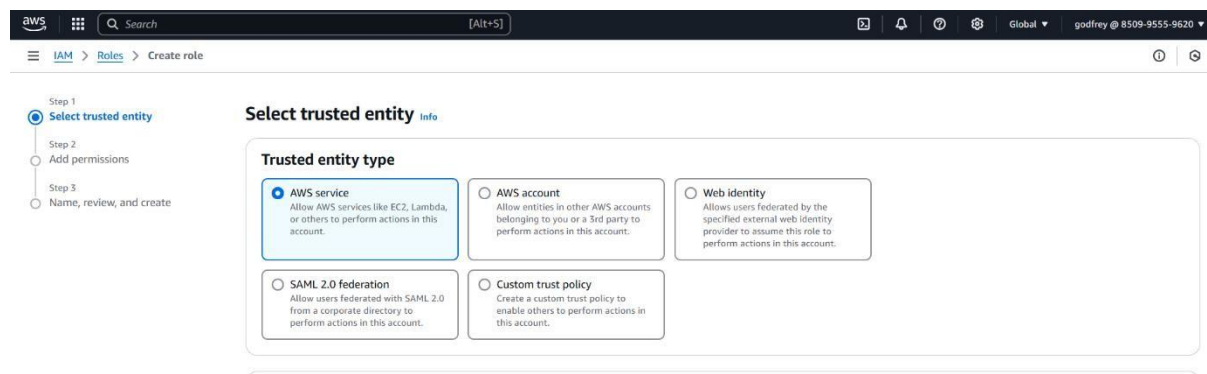 aws
Search [Alt+S]
Global ▼
godfrey @ 8509-9555-9620 ▼
IAM > Roles > Create role
Step 1
Select trusted entity
Step 2
Add permissions
Step 3
Name, review, and create
Select trusted entity Info
Trusted entity type
AWS service
Allow AWS services like EC2, Lambda,
or others to perform actions in this
account.
AWS account
Allow entities in other AWS accounts
belonging to you or a 3rd party to
perform actions in this account.
Web identity
Allows users federated by the
specified external web identity
provider to assume this role to
perform actions in this account.
SAML 2.0 federation
Allow users federated with SAML 2.0
from a corporate directory to
perform actions in this account.
Custom trust policy
Create a custom trust policy to
enable others to perform actions in
this account.